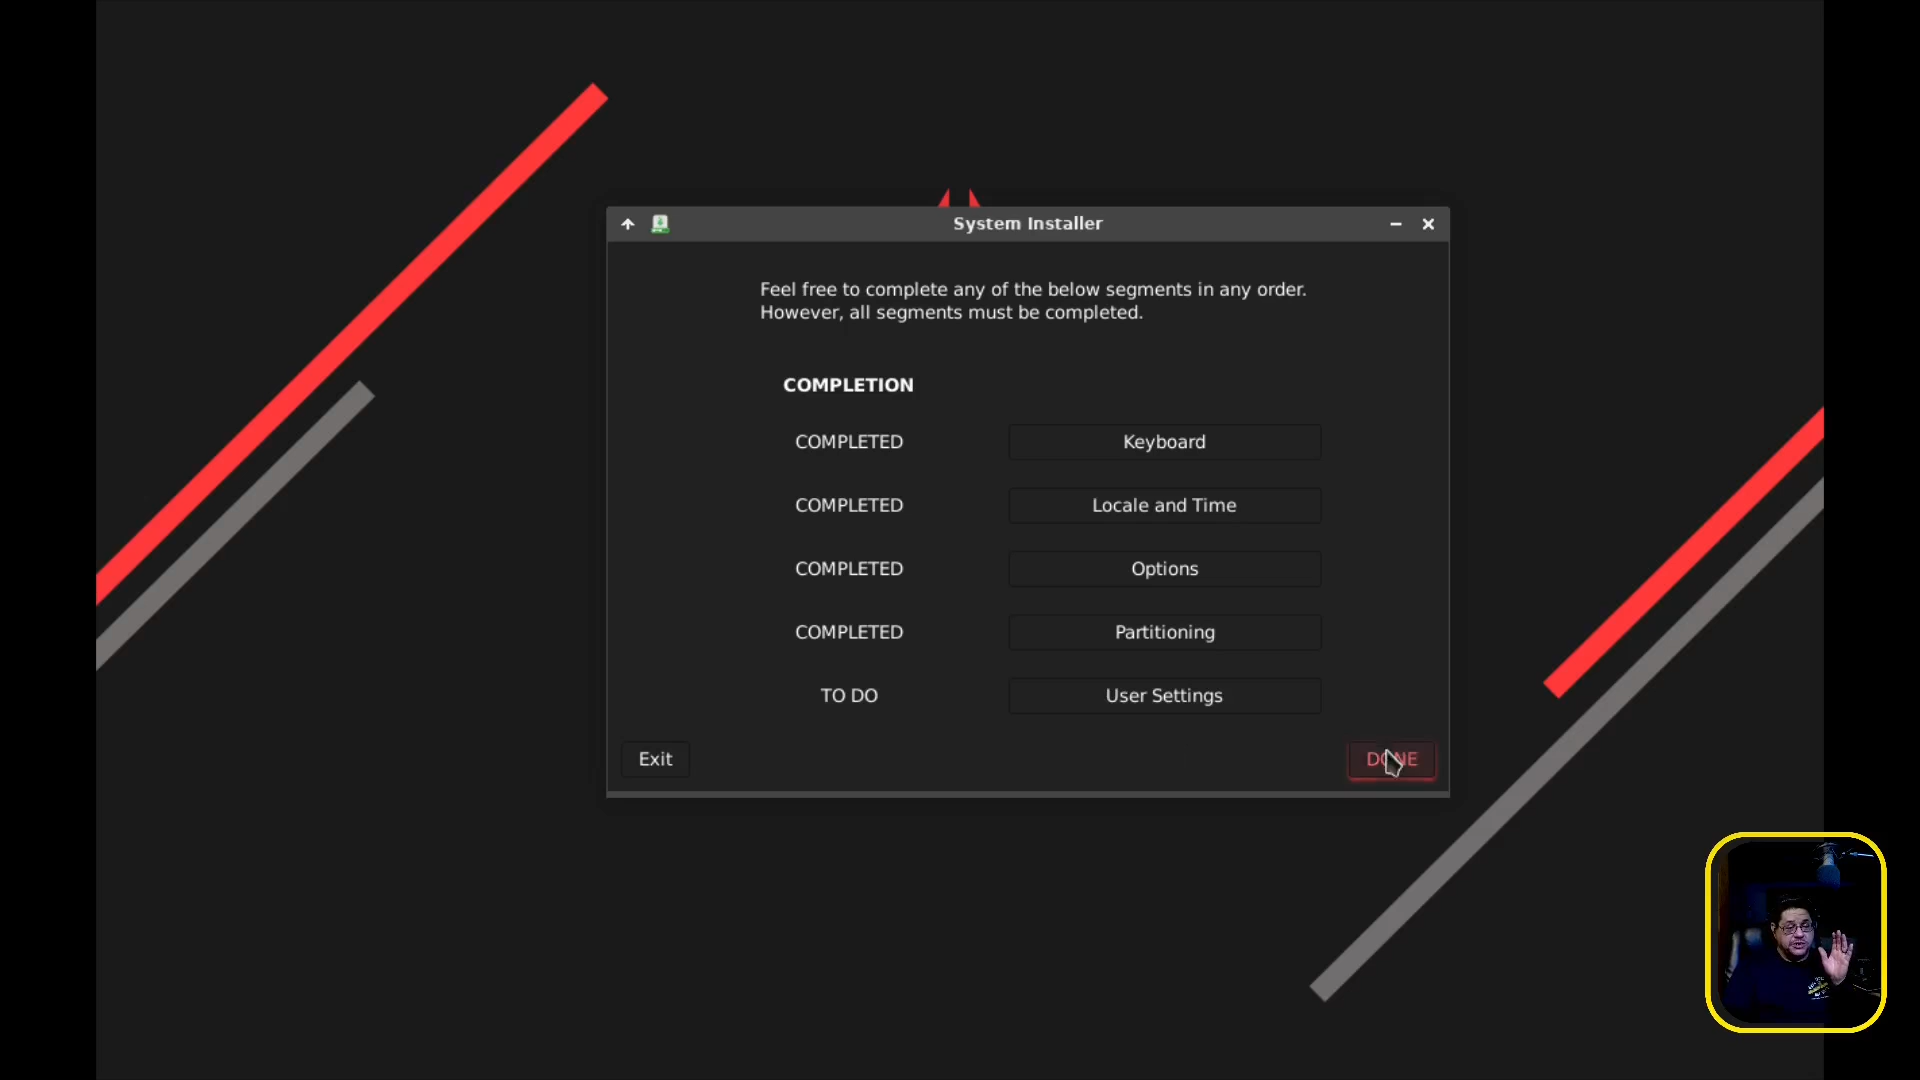 System Installer
Feel free to complete any of the below segments in any order.
However, all segments must be completed.
COMPLETION
COMPLETED
Keyboard
COMPLETED
Locale and Time
COMPLETED
Options
COMPLETED
Partitioning
TO DO
User Settings
Exit
DONE